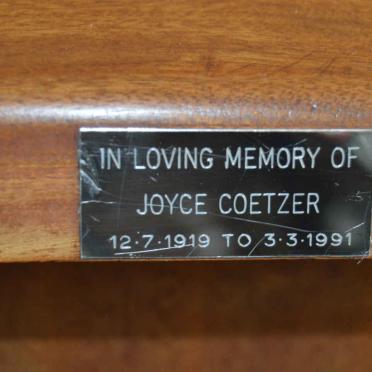 IN LOVING MEMORY OF
JOYCE COETZER
12·7·1919 TO 3·3·1991